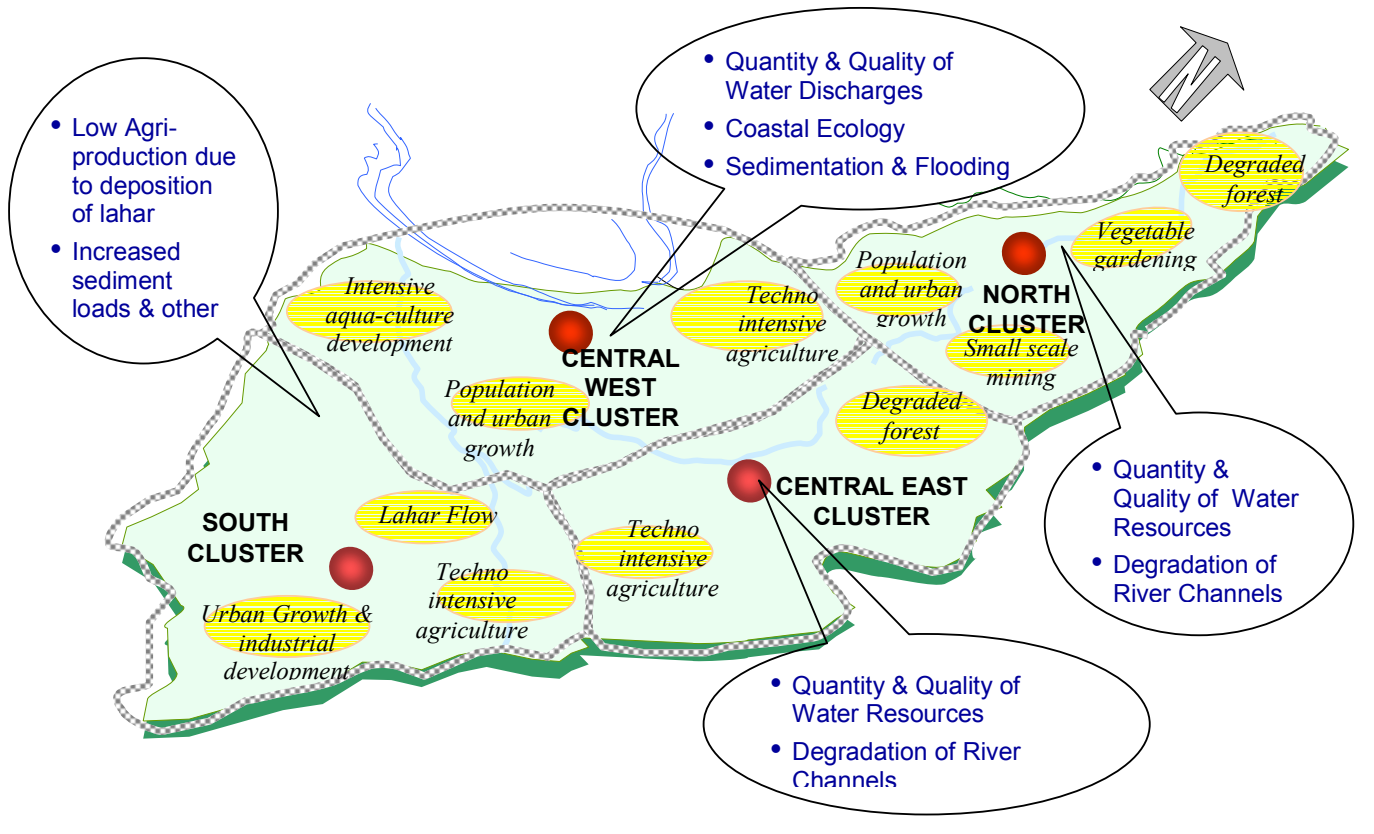 • Low Agri-
production due
to deposition
of lahar
• Increased
sediment
loads & other
• Quantity & Quality of
Water Discharges
• Coastal Ecology
• Sedimentation & Flooding
N
Degraded
forest
Vegetable
gardening
Population
and urban
growth
NORTH
CLUSTER
Small scale
mining
Intensive
aqua-culture
development
Techno
intensive
agriculture
CENTRAL
WEST
CLUSTER
Population
and urban
growth
Degraded
forest
CENTRAL EAST
CLUSTER
Techno
intensive
agriculture
SOUTH
CLUSTER
Lahar Flow
Techno
intensive
agriculture
Urban Growth &
industrial
development
• Quantity &
Quality of Water
Resources
• Degradation of
River Channels
• Quantity & Quality of
Water Resources
• Degradation of River
Channels